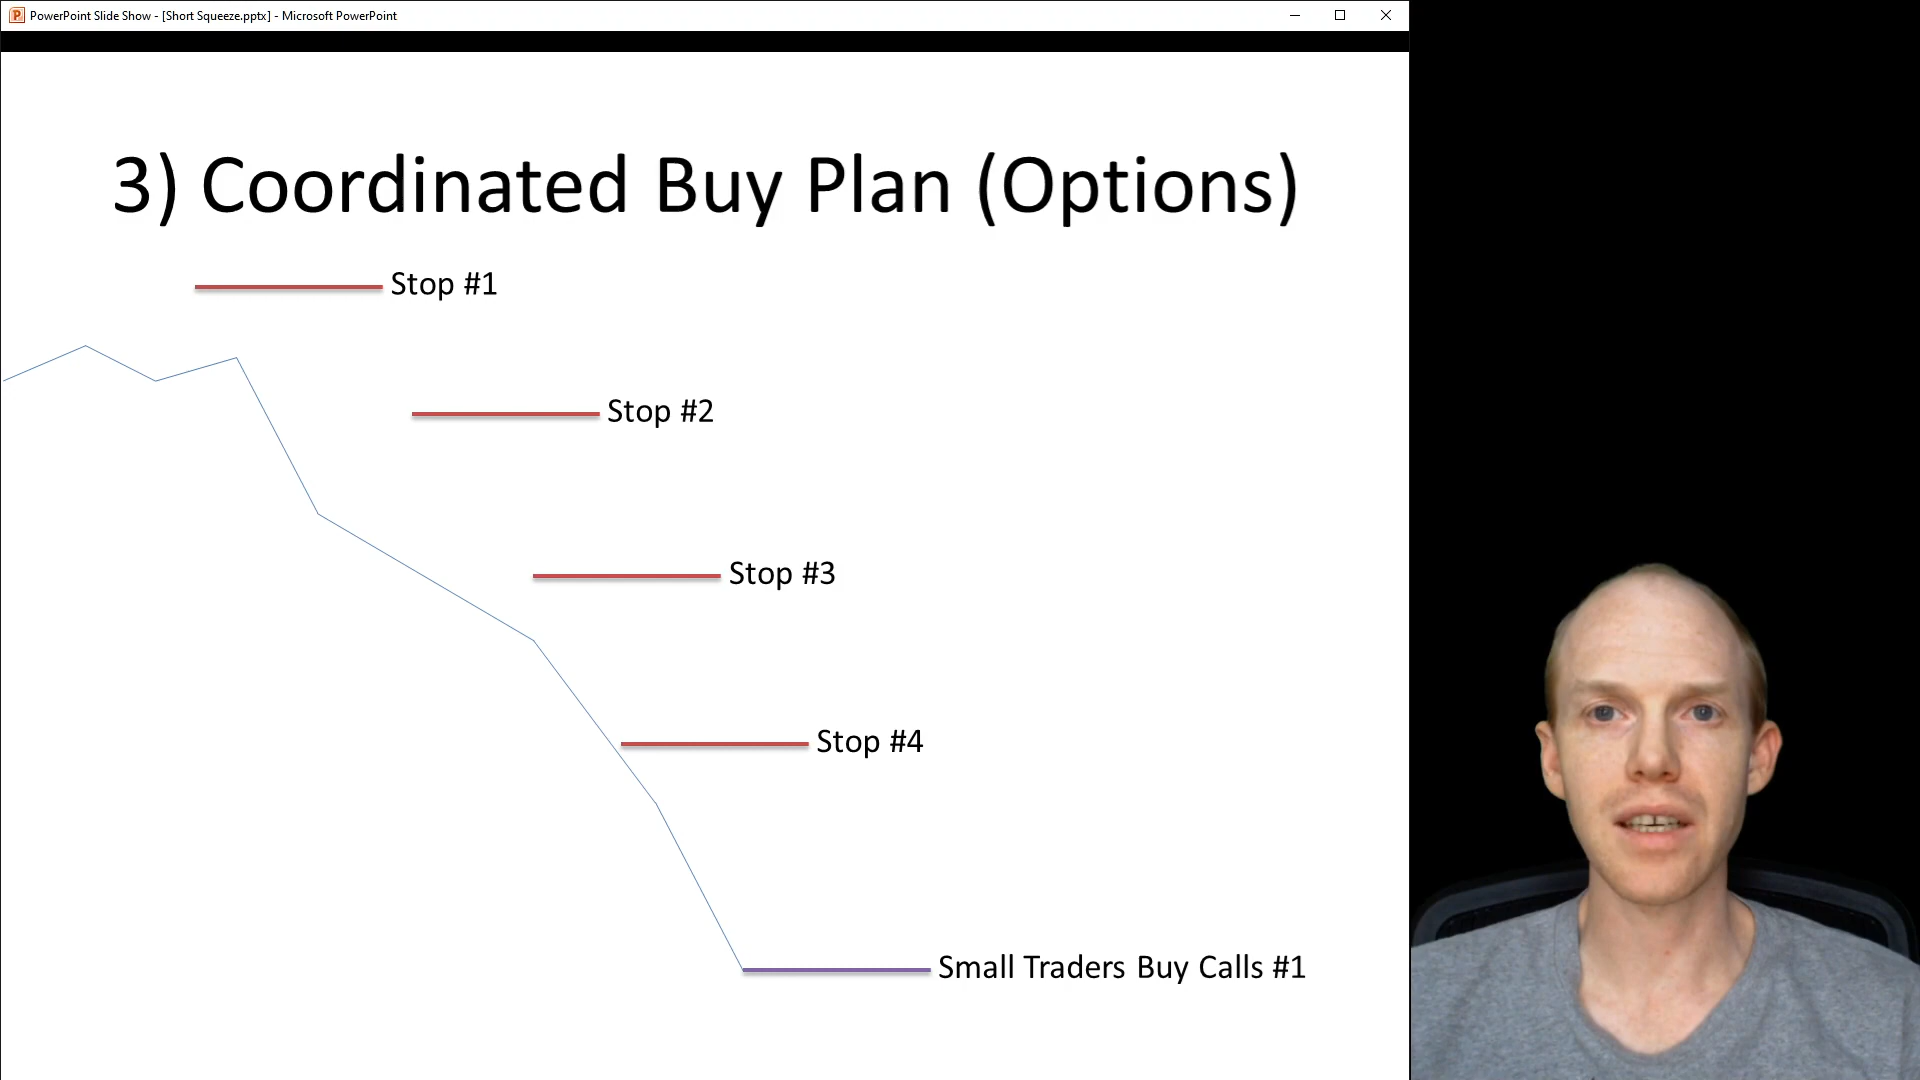 PowerPoint Slide Show - [Short Squeeze.pptx] - Microsoft PowerPoint
3) Coordinated Buy Plan (Options)
Stop #1
Stop #2
Stop #3
Stop #4
Small Traders Buy Calls #1